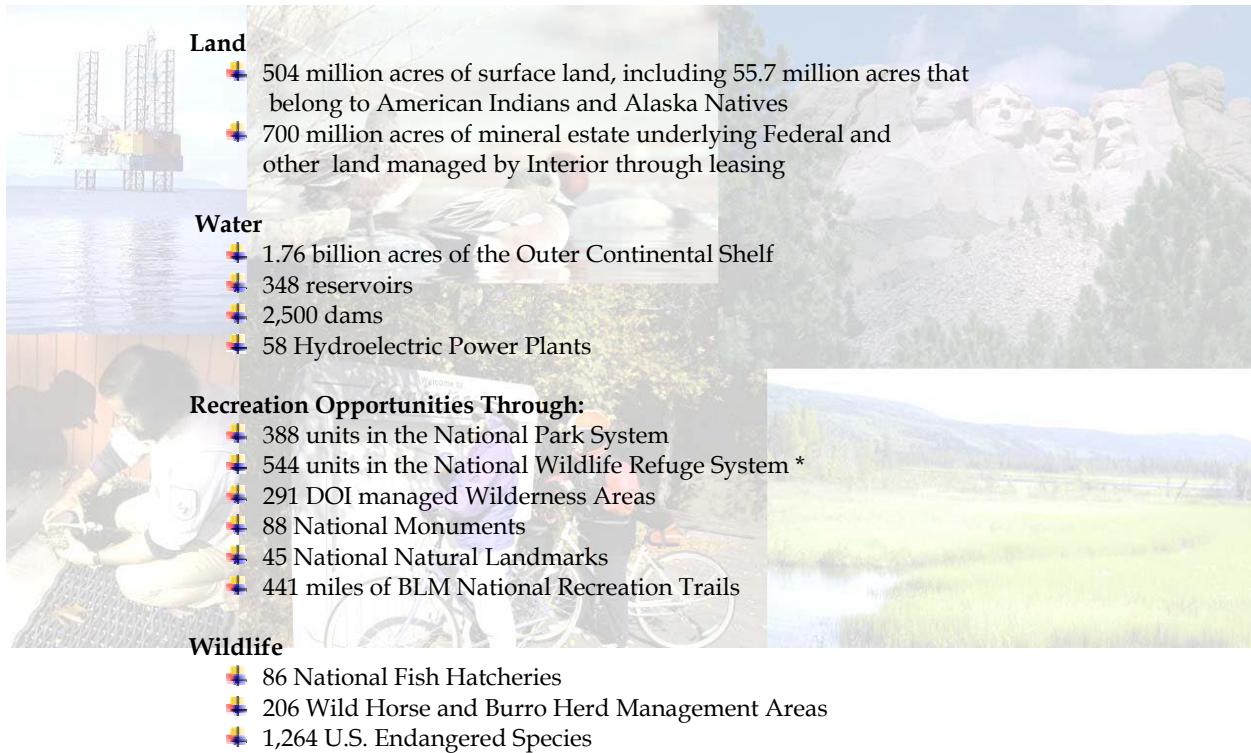 Land
504 million acres of surface land, including 55.7 million acres that
belong to American Indians and Alaska Natives
700 million acres of mineral estate underlying Federal and
other land managed by Interior through leasing
Water
1.76 billion acres of the Outer Continental Shelf
348 reservoirs
2,500 dams
58 Hydroelectric Power Plants
Welcome to
Recreation Opportunities Through:
388 units in the National Park System
544 units in the National Wildlife Refuge System *
291 DOI managed Wilderness Areas
88 National Monuments
45 National Natural Landmarks
441 miles of BLM National Recreation Trails
Wildlife
86 National Fish Hatcheries
206 Wild Horse and Burro Herd Management Areas
1,264 U.S. Endangered Species